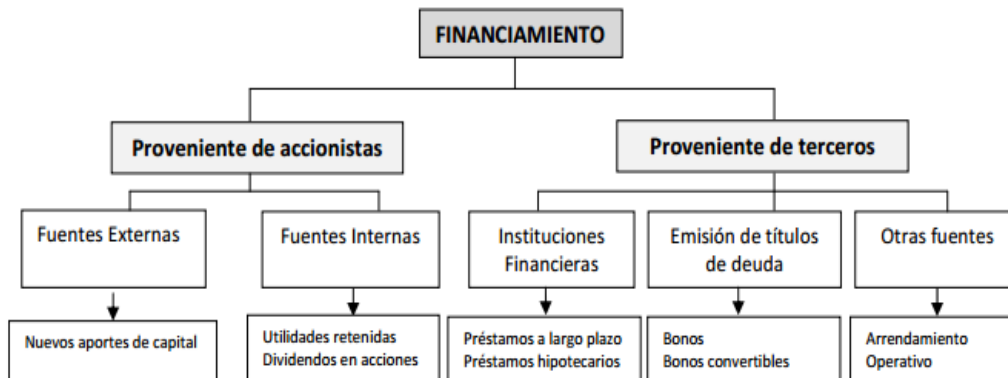 FINANCIAMIENTO
Proveniente de accionistas
Proveniente de terceros
Fuentes Externas
Fuentes Internas
Instituciones
Financieras
Emisión de títulos
de deuda
Otras fuentes
Nuevos aportes de capital
Utilidades retenidas
Dividendos en acciones
Préstamos a largo plazo
Préstamos hipotecarios
Bonos
Bonos convertibles
Arrendamiento
Operativo